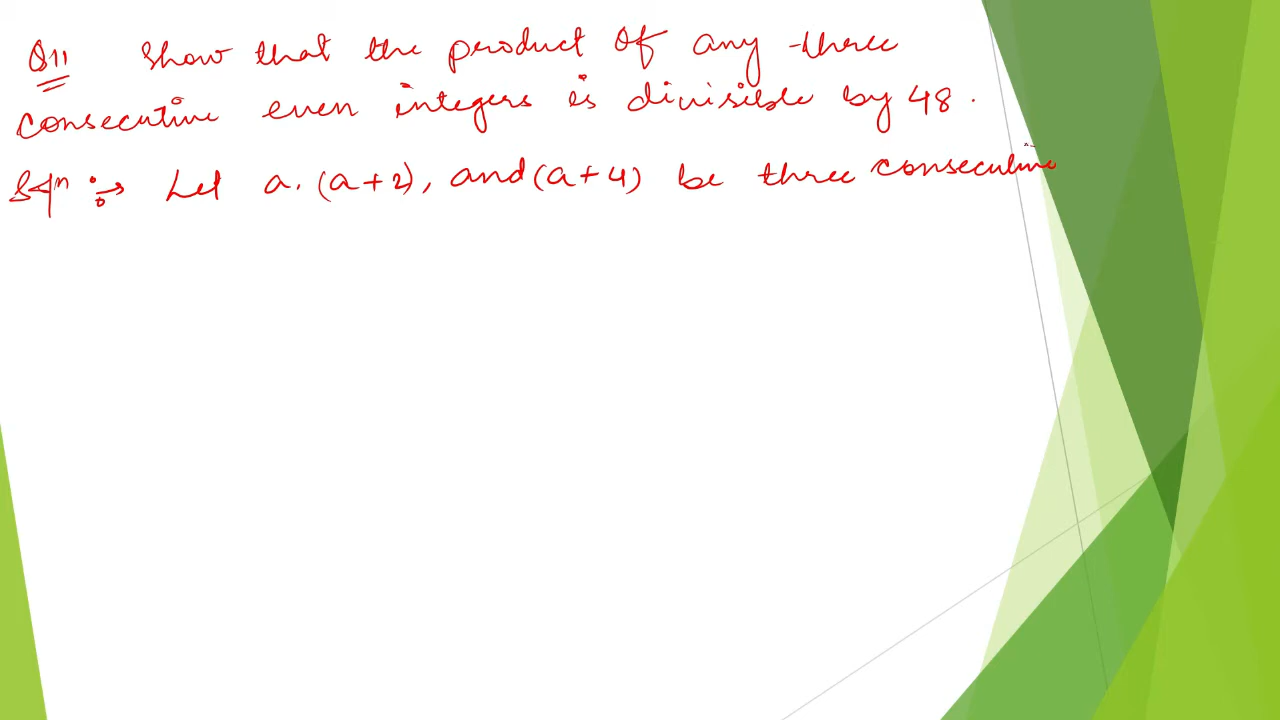 Q11 Show that the product of any three
consecutive even integers is divisible by 48.
Solⁿ :→ Let a, (a+2), and (a+4) be three consecutive